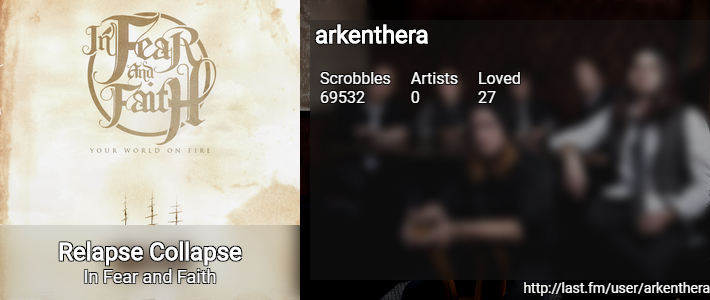 In Fear
and
Faith
YOUR WORLD ON FIRE
Relapse Collapse
In Fear and Faith
arkenthera
Scrobbles Artists Loved
69532 0 27
http://last.fm/user/arkenthera